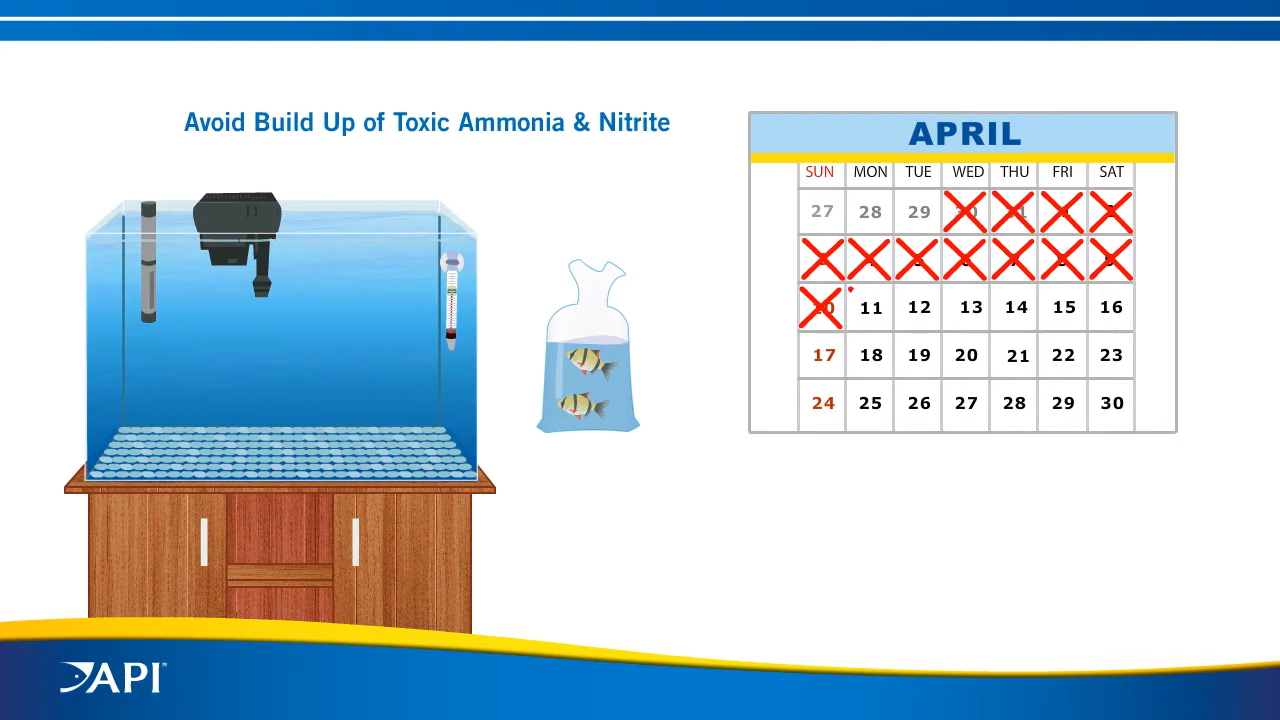 Avoid Build Up of Toxic Ammonia & Nitrite
APRIL
SUN MON TUE WED THU FRI SAT
27 28 29
11 12 13 14 15 16
17 18 19 20 21 22 23
24 25 26 27 28 29 30
API®